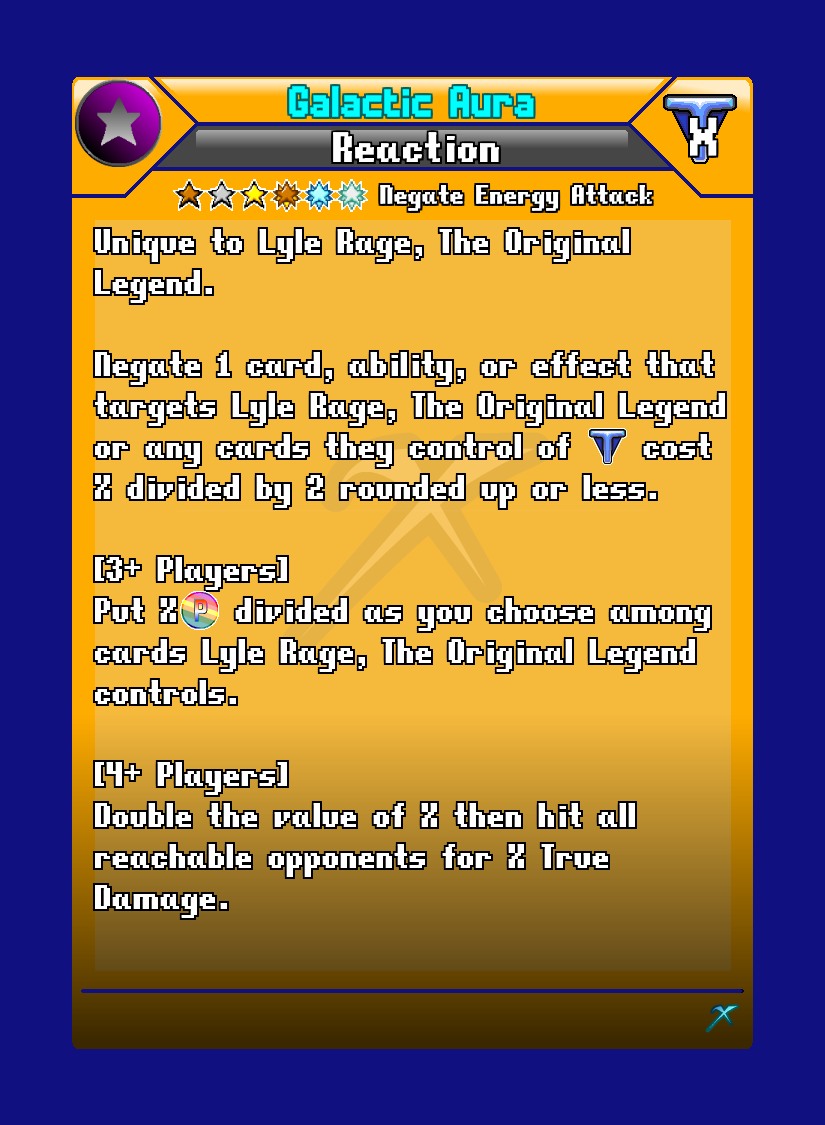 Galactic Aura
X
Reaction
Negate Energy Attack
Unique to Lyle Rage, The Original
Legend.
Negate 1 card, ability, or effect that
targets Lyle Rage, The Original Legend
or any cards they control of T cost
X divided by 2 rounded up or less.
[3+ Players]
Put X P divided as you choose among
cards Lyle Rage, The Original Legend
controls.
[4+ Players]
Double the value of X then hit all
reachable opponents for X True
Damage.